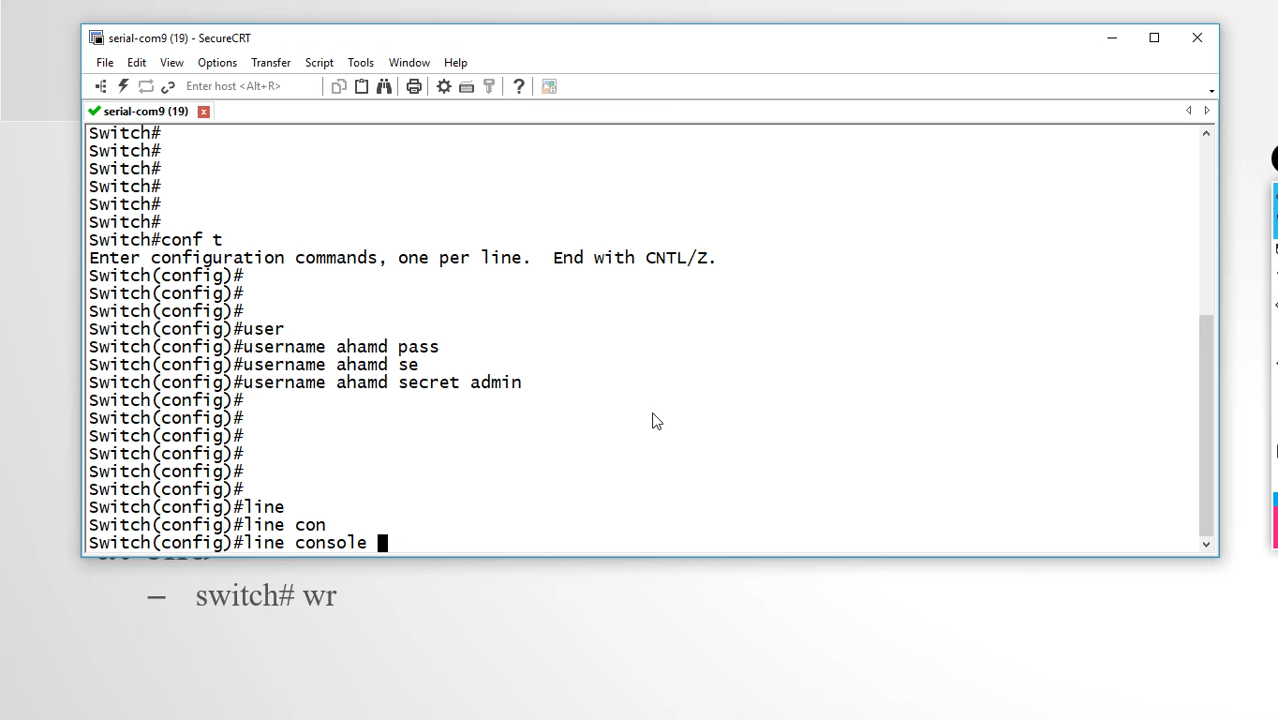 serial-com9 (19) - SecureCRT
File Edit View Options Transfer Script Tools Window Help
Enter host <Alt+R>
serial-com9 (19)
Switch#
Switch#
Switch#
Switch#
Switch#
Switch#
Switch#conf t
Enter configuration commands, one per line.  End with CNTL/Z.
Switch(config)#
Switch(config)#
Switch(config)#
Switch(config)#user
Switch(config)#username ahamd pass
Switch(config)#username ahamd se
Switch(config)#username ahamd secret admin
Switch(config)#
Switch(config)#
Switch(config)#
Switch(config)#
Switch(config)#
Switch(config)#
Switch(config)#line
Switch(config)#line con
Switch(config)#line console
– switch# wr